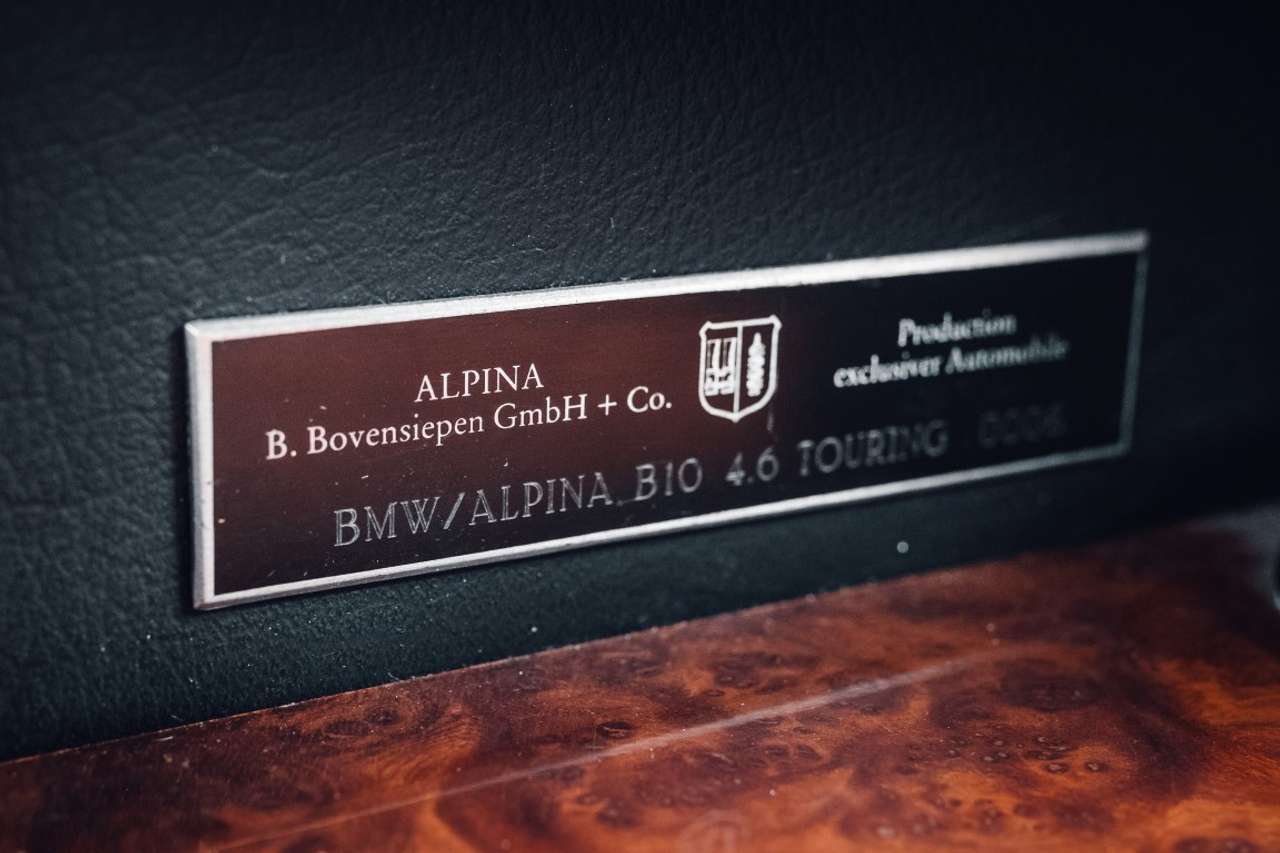 ALPINA
B. Bovensiepen GmbH + Co.
Production
exclusiver Automobile
BMW/ALPINA B10 4.6 TOURING